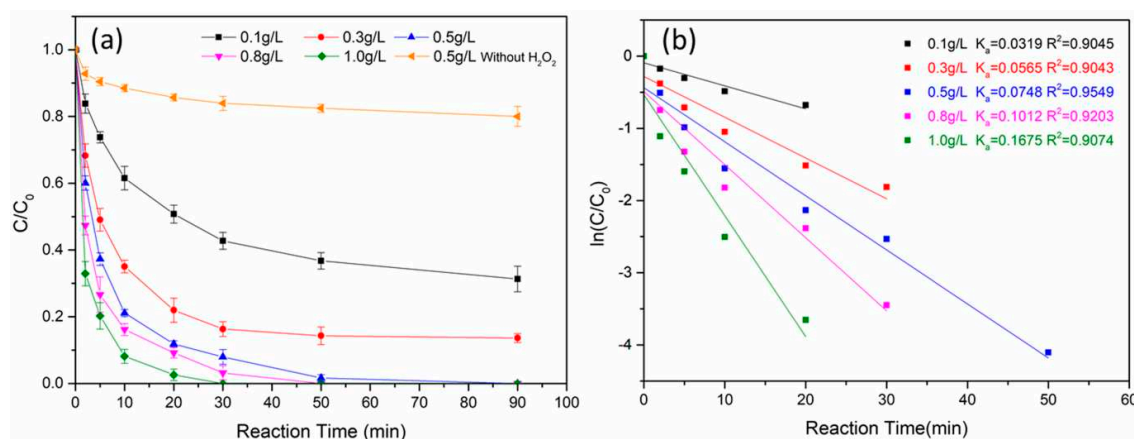 (a)
0.1g/L 0.3g/L 0.5g/L
0.8g/L 1.0g/L 0.5g/L Without H₂O₂
C/C₀
1.0
0.8
0.6
0.4
0.2
0.0
0 10 20 30 40 50 60 70 80 90 100
Reaction Time (min)
(b)
0.1g/L Kₐ=0.0319 R²=0.9045
0.3g/L Kₐ=0.0565 R²=0.9043
0.5g/L Kₐ=0.0748 R²=0.9549
0.8g/L Kₐ=0.1012 R²=0.9203
1.0g/L Kₐ=0.1675 R²=0.9074
ln(C/C₀)
0
-1
-2
-3
-4
0 10 20 30 40 50 60
Reaction Time(min)